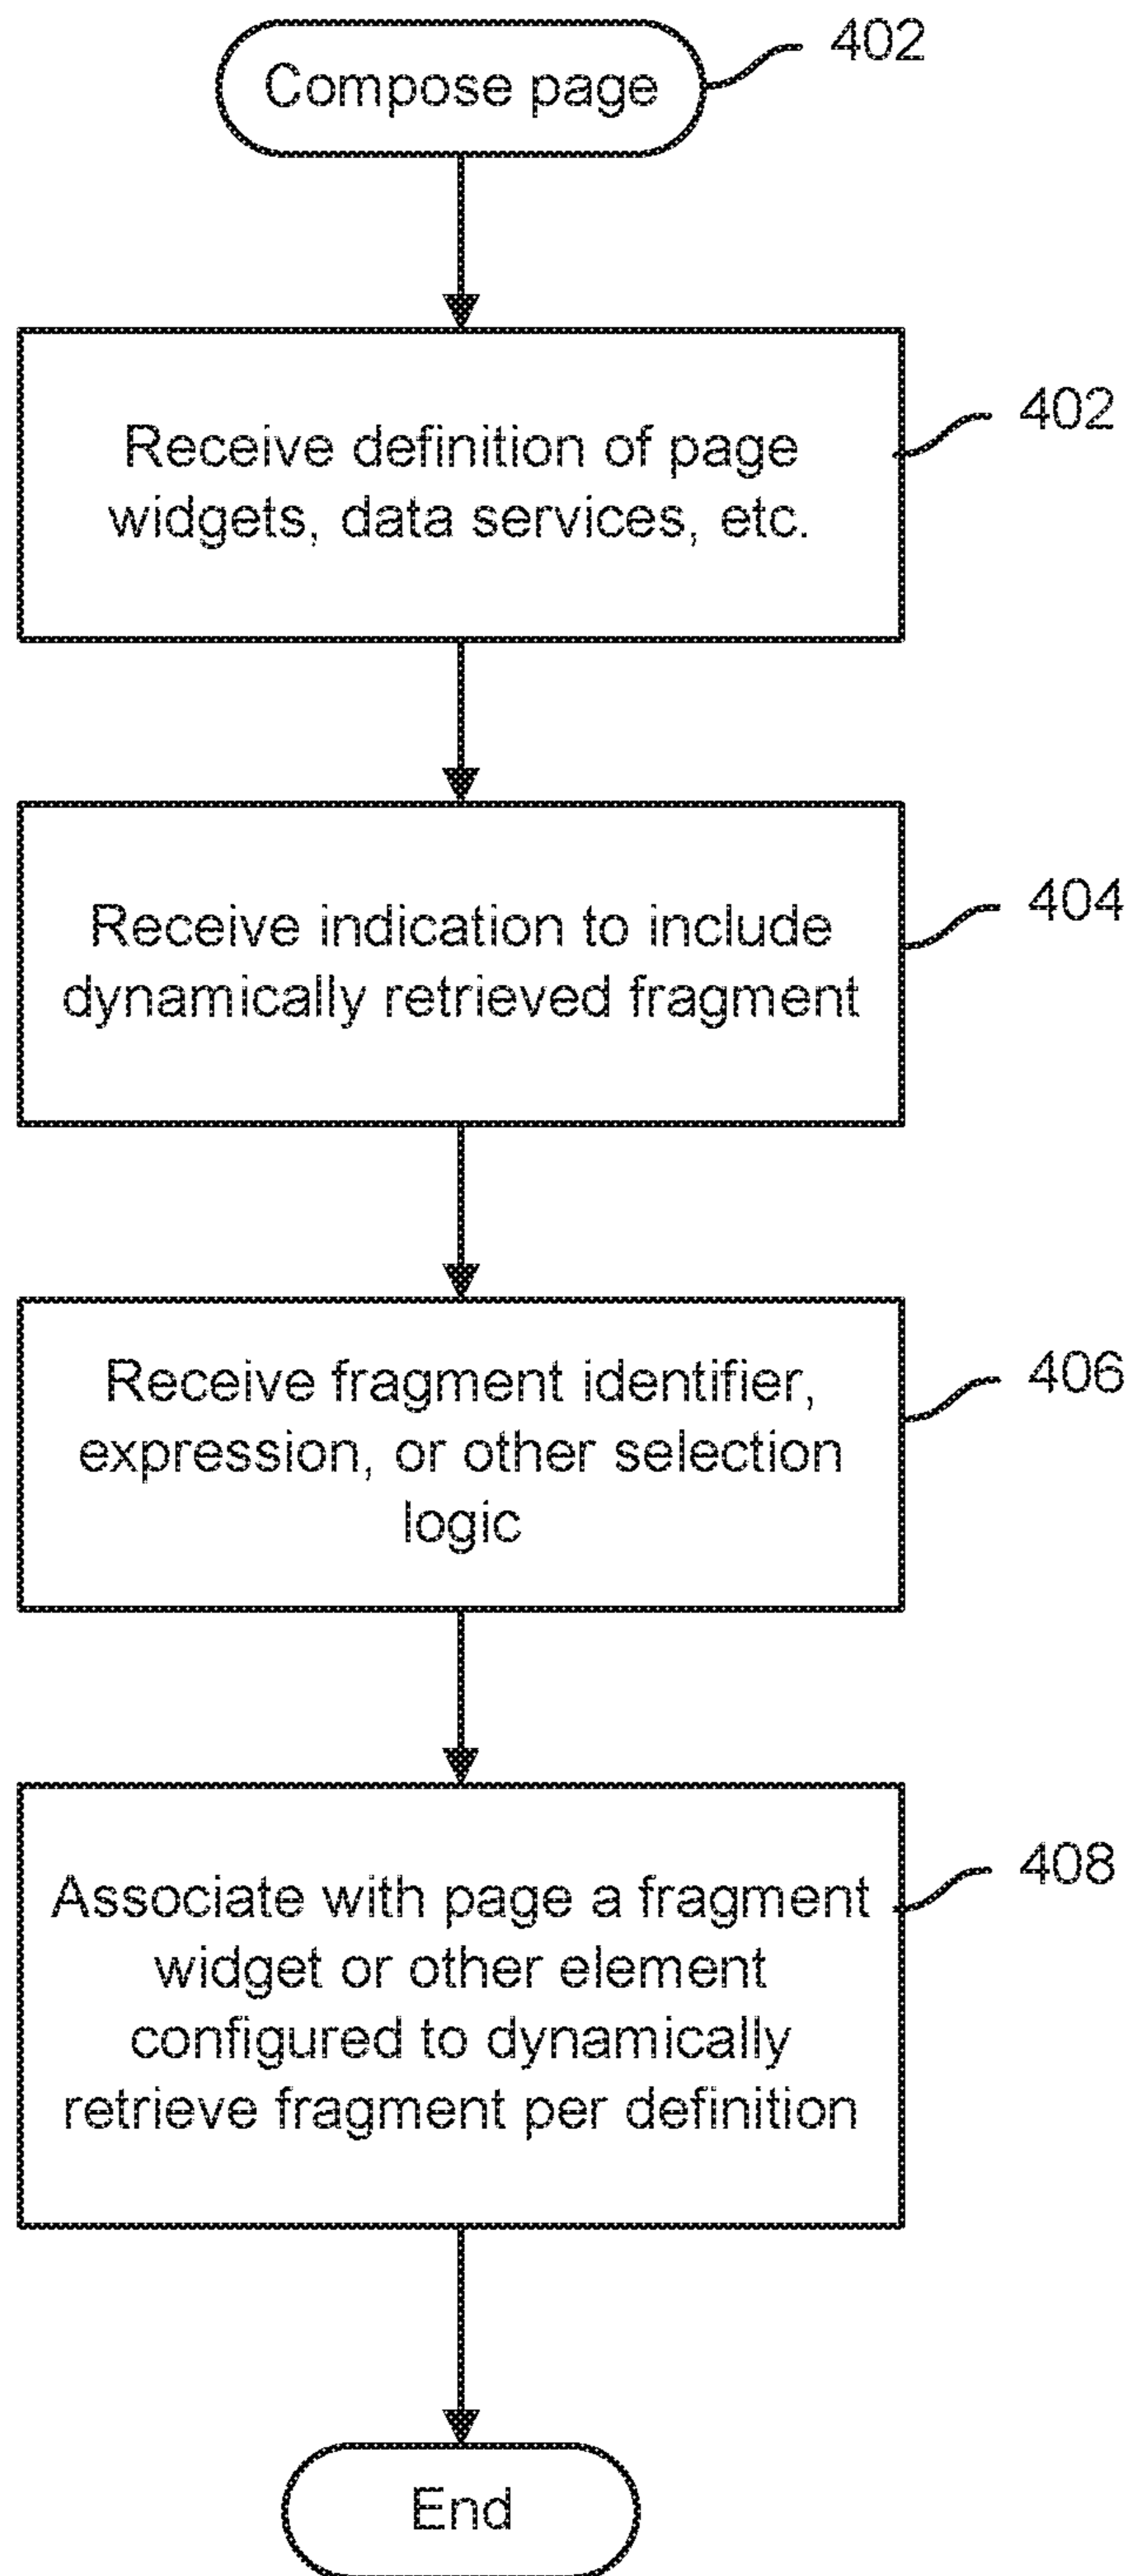 Compose page
402
Receive definition of page
widgets, data services, etc.
402
Receive indication to include
dynamically retrieved fragment
404
Receive fragment identifier,
expression, or other selection
logic
406
Associate with page a fragment
widget or other element
configured to dynamically
retrieve fragment per definition
408
End